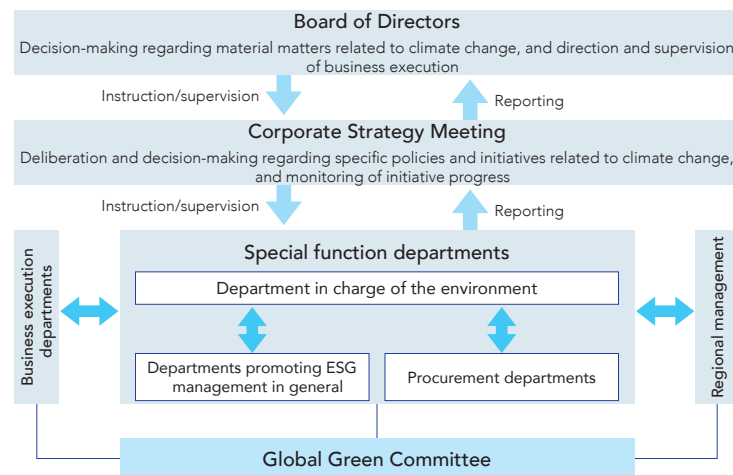 Board of Directors
Decision-making regarding material matters related to climate change, and direction and supervision
of business execution
Instruction/supervision
Reporting
Corporate Strategy Meeting
Deliberation and decision-making regarding specific policies and initiatives related to climate change,
and monitoring of initiative progress
Instruction/supervision
Reporting
Business execution
departments
Special function departments
Department in charge of the environment
Departments promoting ESG
management in general
Procurement departments
Regional management
Global Green Committee